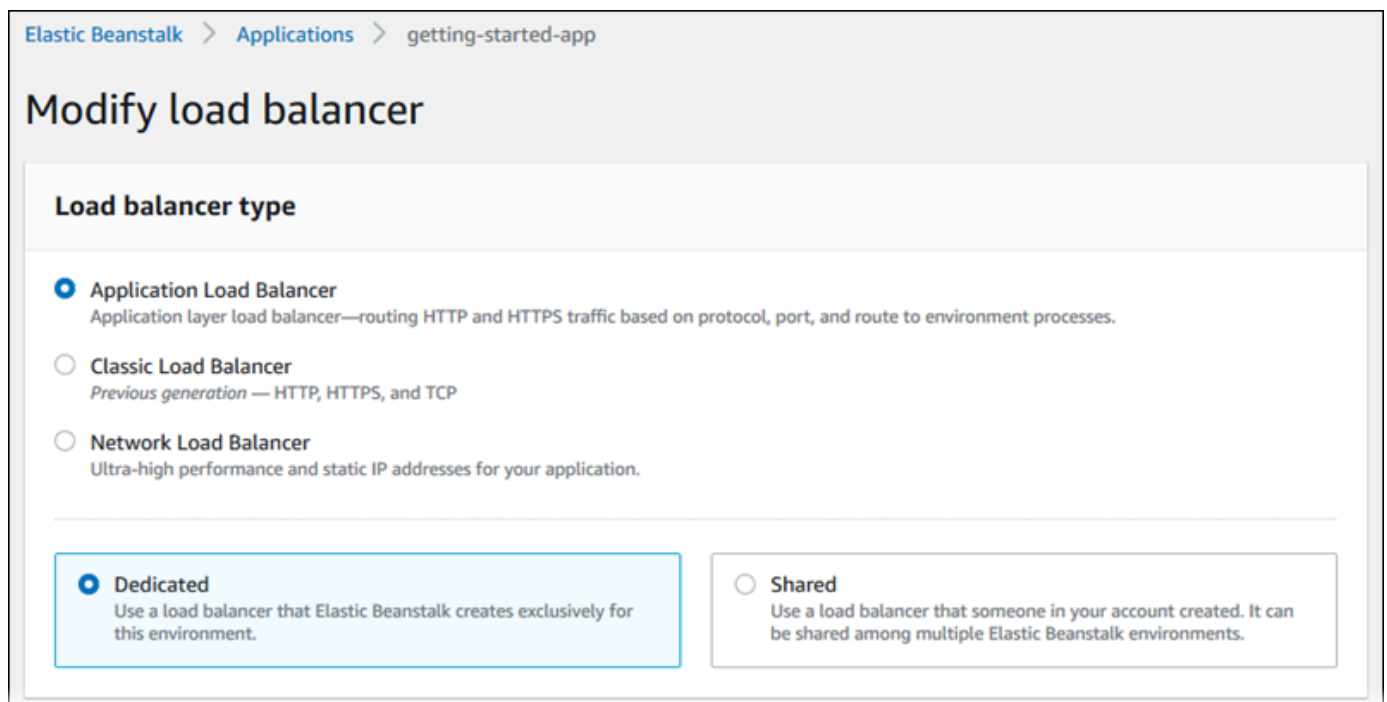 Elastic Beanstalk > Applications > getting-started-app
Modify load balancer
Load balancer type
Application Load Balancer
Application layer load balancer—routing HTTP and HTTPS traffic based on protocol, port, and route to environment processes.
Classic Load Balancer
Previous generation — HTTP, HTTPS, and TCP
Network Load Balancer
Ultra-high performance and static IP addresses for your application.
Dedicated
Use a load balancer that Elastic Beanstalk creates exclusively for
this environment.
Shared
Use a load balancer that someone in your account created. It can
be shared among multiple Elastic Beanstalk environments.